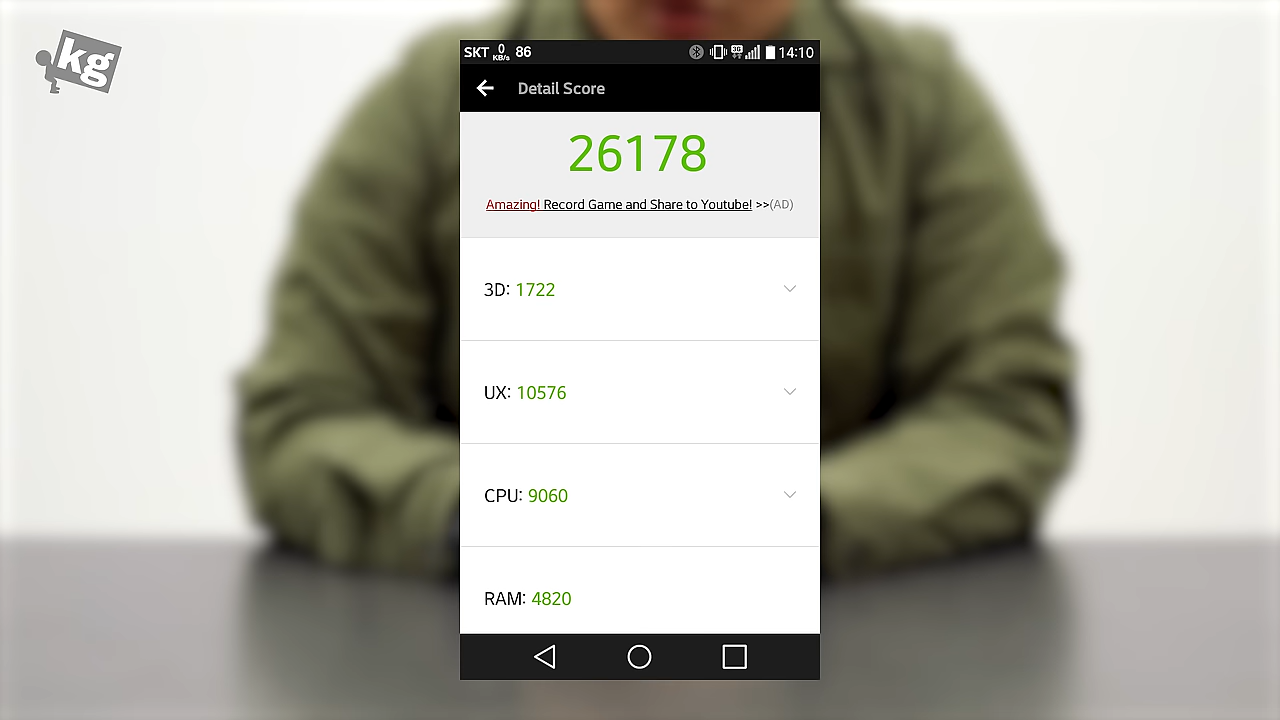 kg
SKT 0 KB/s 86 3G 14:10
Detail Score
26178
Amazing! Record Game and Share to Youtube! >>(AD)
3D: 1722
UX: 10576
CPU: 9060
RAM: 4820